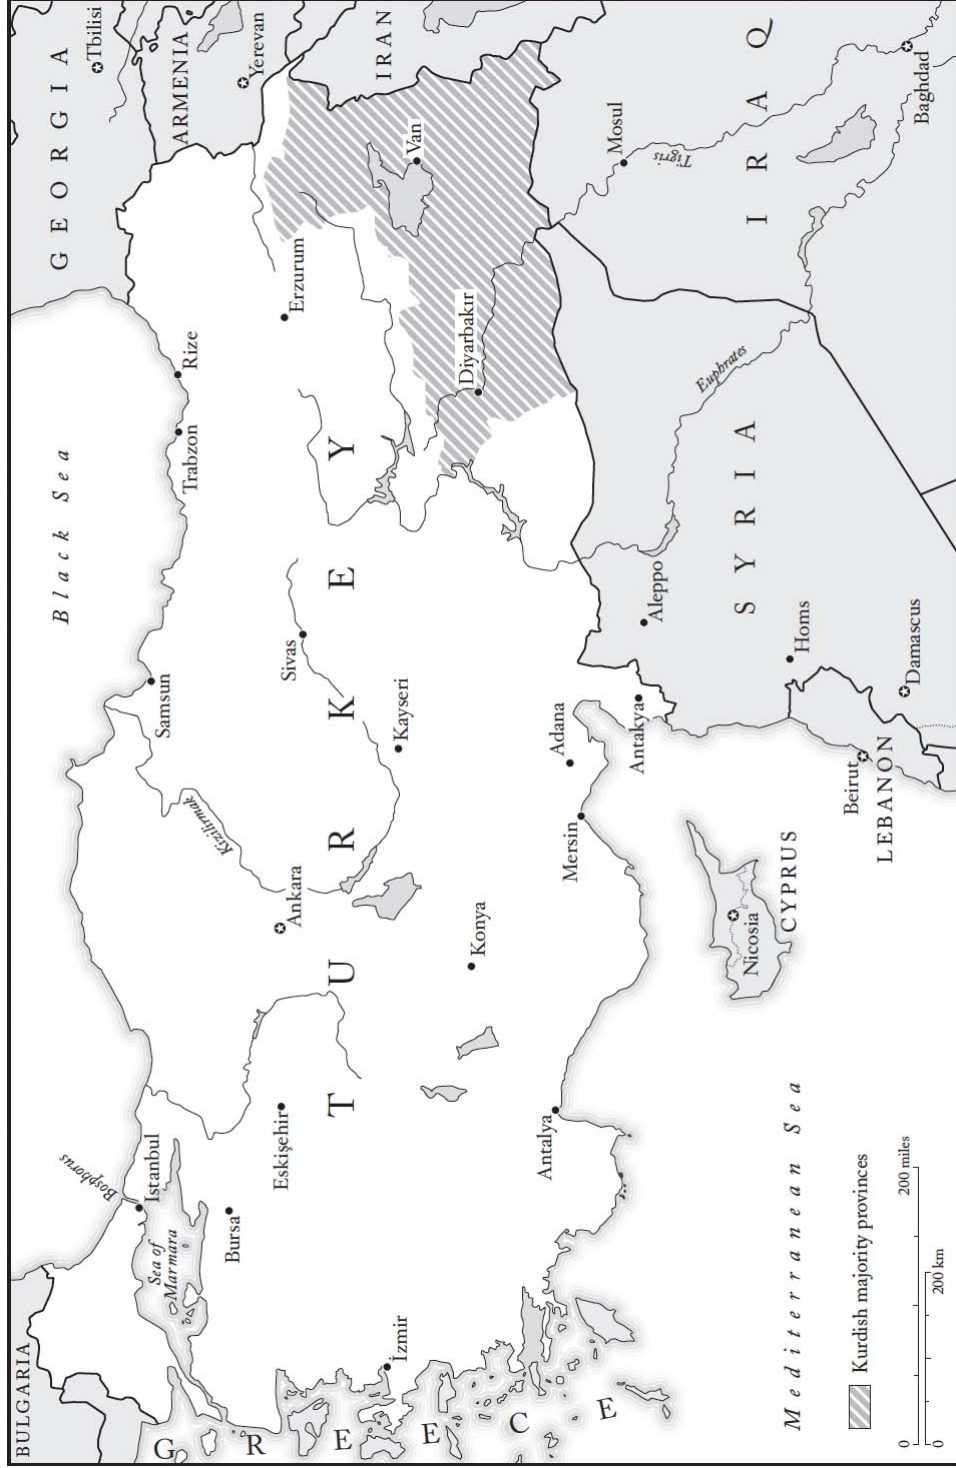 BULGARIA
GEORGIA
Tbilisi
ARMENIA
Yerevan
IRAN
Black Sea
Bosphorus
Istanbul
Sea of
Marmara
Bursa
Eskişehir
Ankara
Kızılırmak
Samsun
Trabzon
Rize
Erzurum
Sivas
Kayseri
TURKEY
Van
Diyarbakır
İzmir
GREECE
Konya
Antalya
Mersin
Adana
Antakya
Aleppo
SYRIA
Homs
Damascus
Euphrates
Mosul
Tigris
IRAQ
Baghdad
Beirut
LEBANON
Nicosia
CYPRUS
Mediterranean Sea
Kurdish majority provinces
0 200 miles
0 200 km